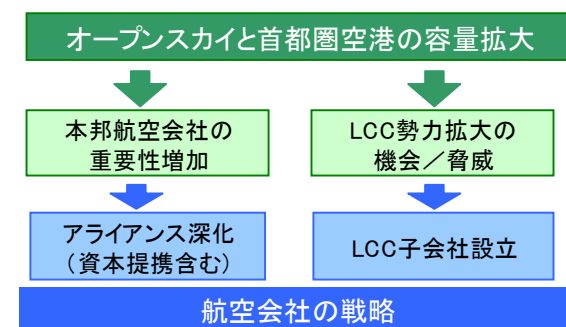 オープンスカイと首都圏空港の容量拡大
本邦航空会社の
重要性増加
LCC勢力拡大の
機会／脅威
アライアンス深化
（資本提携含む）
LCC子会社設立
航空会社の戦略